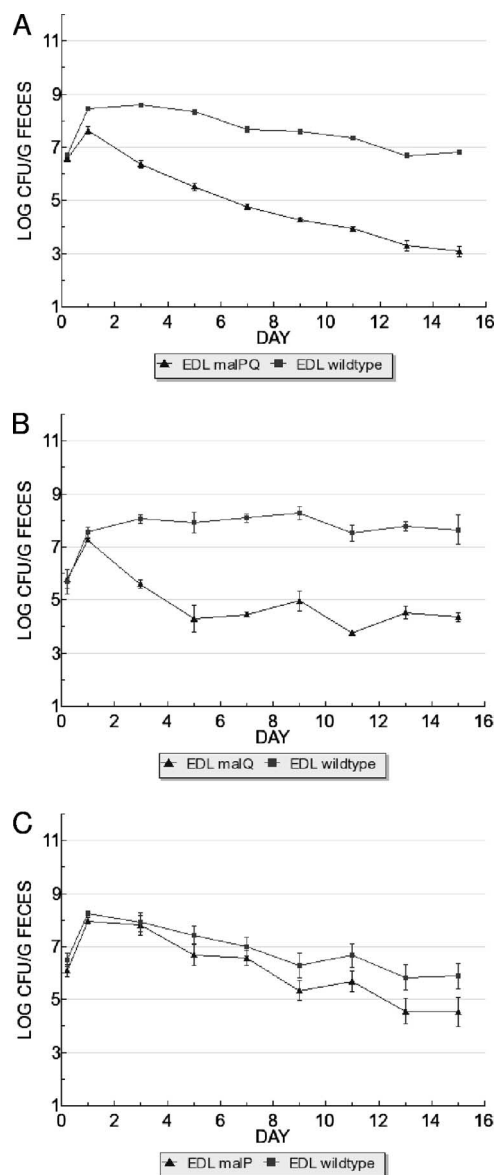 A
LOG CFU/G FECES
11
9
7
5
3
1
0 2 4 6 8 10 12 14 16
DAY
EDL malPQ EDL wildtype
B
LOG CFU/G FECES
11
9
7
5
3
1
0 2 4 6 8 10 12 14 16
DAY
EDL malQ EDL wildtype
C
LOG CFU/G FECES
11
9
7
5
3
1
0 2 4 6 8 10 12 14 16
DAY
EDL malP EDL wildtype